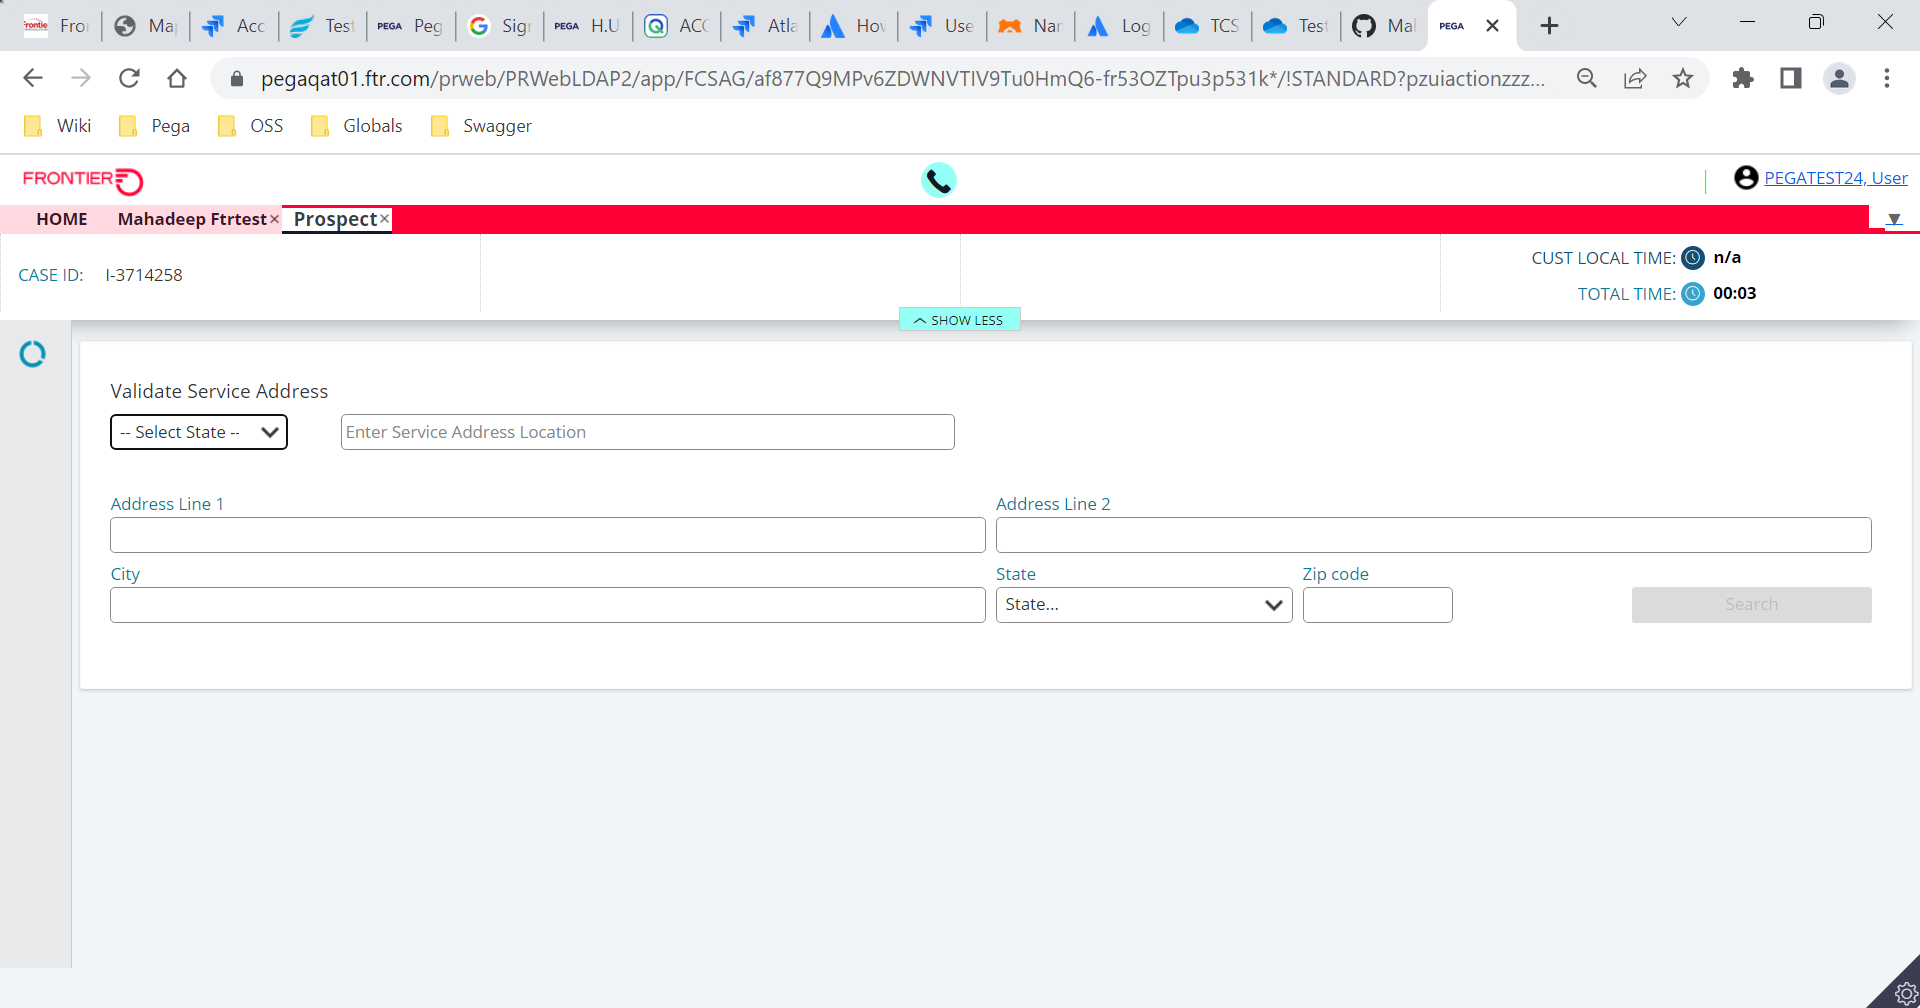 Fro
Ma
Acc
Test
PEGA Peg
Sig
PEGA H.U
ACC
Atla
How
Use
Nar
Log
TCS
Test
Mal
PEGA
pegaqat01.ftr.com/prweb/PRWebLDAP2/app/FCSAG/af877Q9MPv6ZDWNVTIV9Tu0HmQ6-fr53OZTpu3p531k*/!STANDARD?pzuiactionzzz...
Wiki Pega OSS Globals Swagger
FRONTIER
PEGATEST24, User
HOME Mahadeep Ftrtest× Prospect×
CASE ID: I-3714258
CUST LOCAL TIME: n/a
TOTAL TIME: 00:03
SHOW LESS
Validate Service Address
-- Select State -- Enter Service Address Location
Address Line 1 Address Line 2
City State Zip code
State... Search